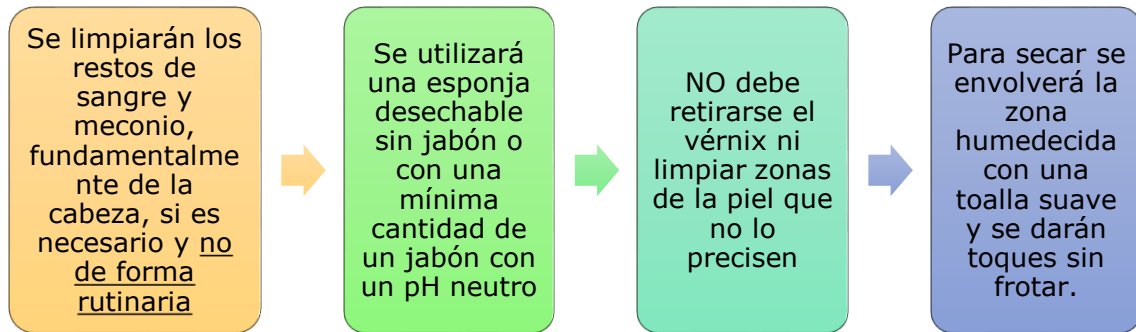 Se limpiarán los
restos de
sangre y
meconio,
fundamentalme
nte de la
cabeza, si es
necesario y no
de forma
rutinaria
Se utilizará
una esponja
desechable
sin jabón o
con una
mínima
cantidad de
un jabón con
un pH neutro
NO debe
retirarse el
vérnix ni
limpiar zonas
de la piel que
no lo
precisen
Para secar se
envolverá la
zona
humedecida
con una
toalla suave
y se darán
toques sin
frotar.